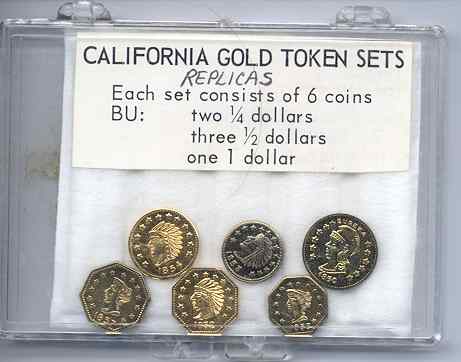 CALIFORNIA GOLD TOKEN SETS
REPLICAS
Each set consists of 6 coins
BU: two ¼ dollars
three ½ dollars
one 1 dollar
EUREKA